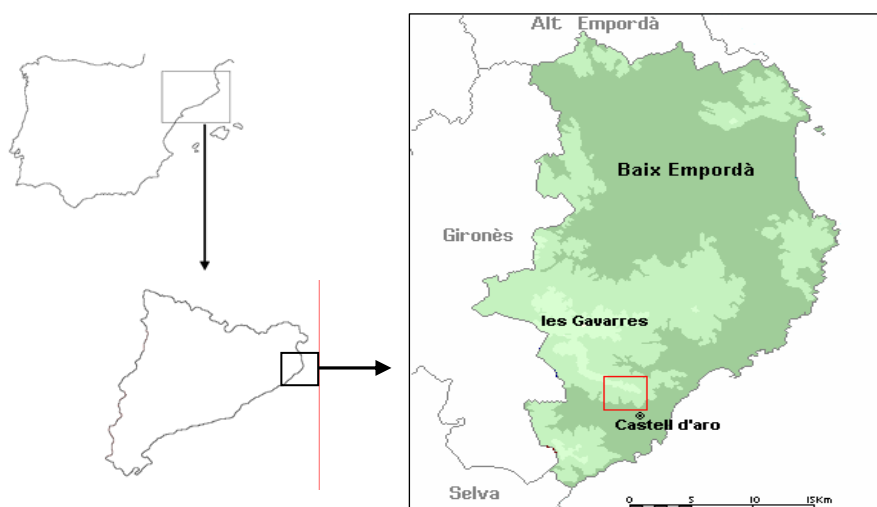 Alt Empordà
Baix Empordà
Gironès
les Gavarres
Castell d'aro
Selva
0 5 10 15Km